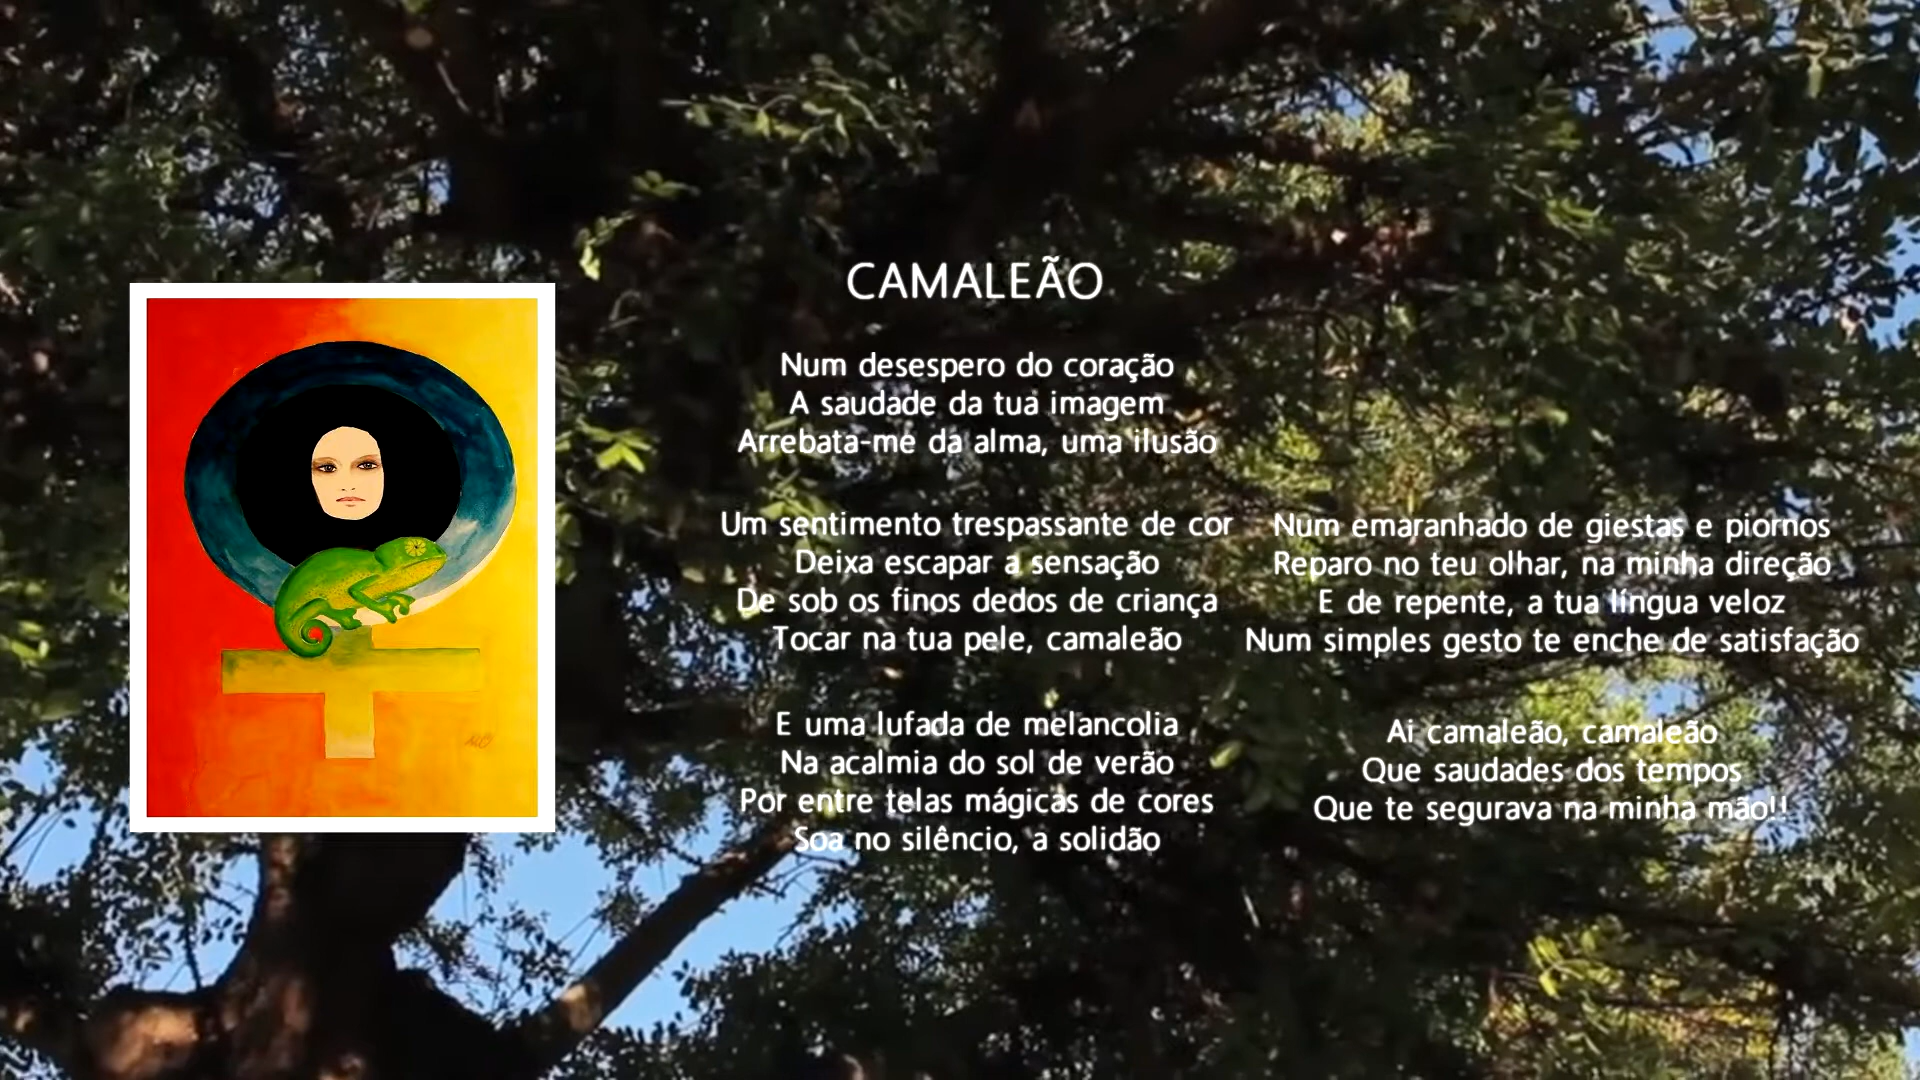 CAMALEÃO
Num desespero do coração
A saudade da tua imagem
Arrebata-me da alma, uma ilusão
Um sentimento trespassante de cor
Deixa escapar a sensação
De sob os finos dedos de criança
Tocar na tua pele, camaleão
E uma lufada de melancolia
Na acalmia do sol de verão
Por entre telas mágicas de cores
Soa no silêncio, a solidão
Num emaranhado de giestas e piornos
Reparo no teu olhar, na minha direção
E de repente, a tua língua veloz
Num simples gesto te enche de satisfação
Ai camaleão, camaleão
Que saudades dos tempos
Que te segurava na minha mão!!